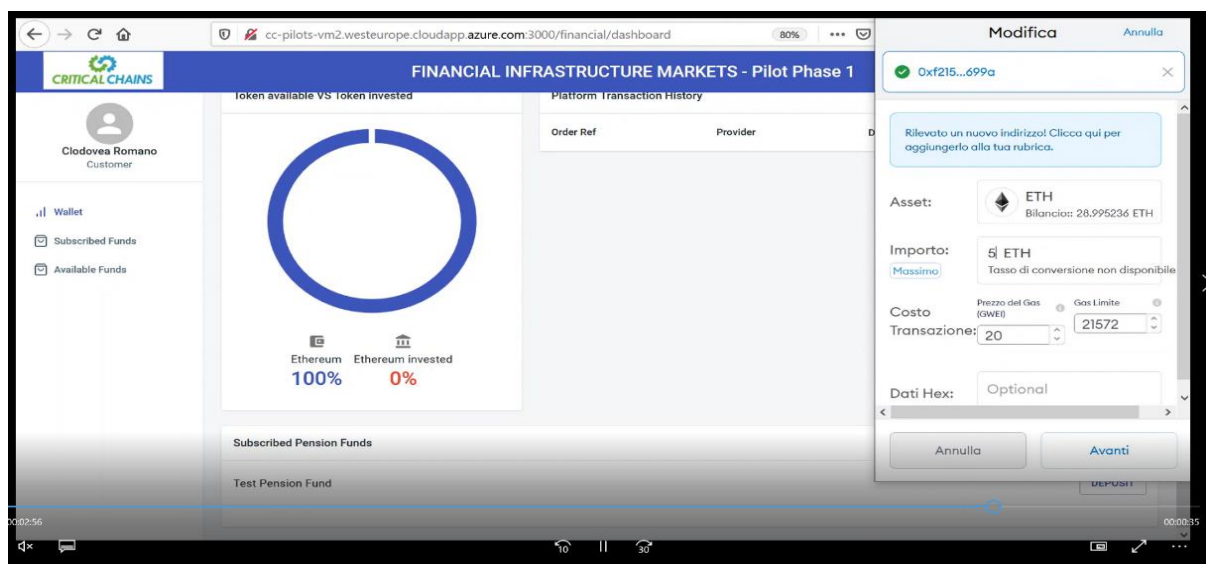 cc-pilots-vm2.westeurope.cloudapp.azure.com:3000/financial/dashboard
80%
CRITICAL CHAINS
FINANCIAL INFRASTRUCTURE MARKETS - Pilot Phase 1
Clodovea Romano
Customer
Wallet
Subscribed Funds
Available Funds
Token available VS Token invested
Ethereum
100%
Ethereum invested
0%
Platform Transaction History
Order Ref Provider D
Subscribed Pension Funds
Test Pension Fund
DEPOSIT
Modifica Annulla
0xf215...699a
Rilevato un nuovo indirizzo! Clicca qui per
aggiungerlo alla tua rubrica.
Asset:
ETH
Bilancio:: 28.995236 ETH
Importo:
Massimo
5 ETH
Tasso di conversione non disponibile
Costo
Transazione:
Prezzo del Gas
(GWEI)
20
Gas Limite
21572
Dati Hex:
Optional
Annulla Avanti
00:02:56 00:00:35
10 30